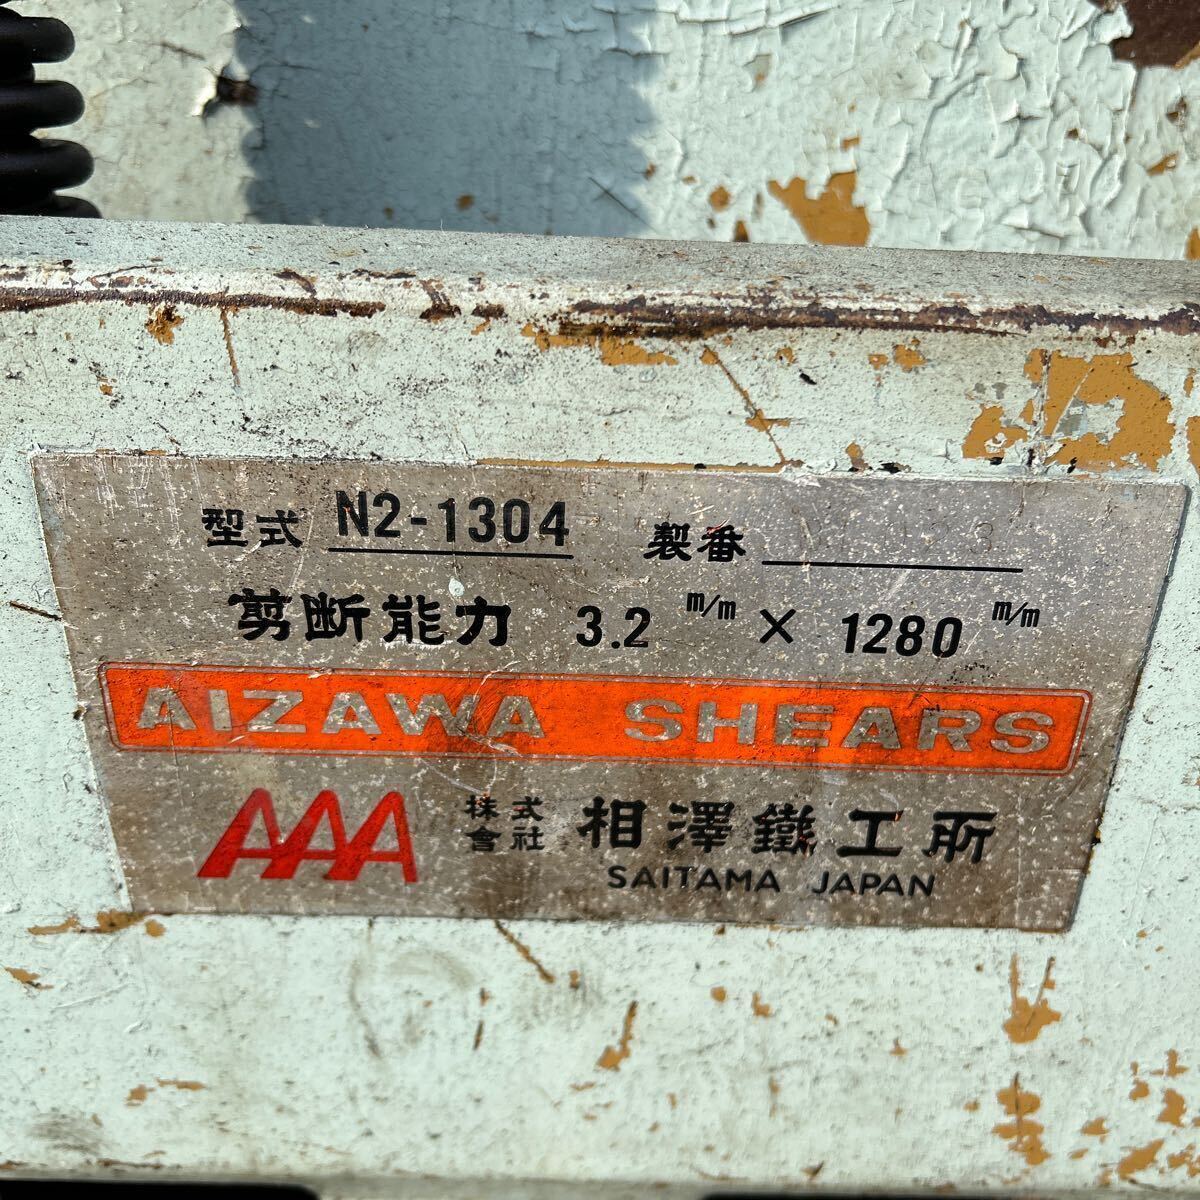 型式 N2-1304 製番
剪断能力 3.2 m/m × 1280 m/m
AIZAWA SHEARS
AAA 株式會社 相澤鐵工所
SAITAMA JAPAN